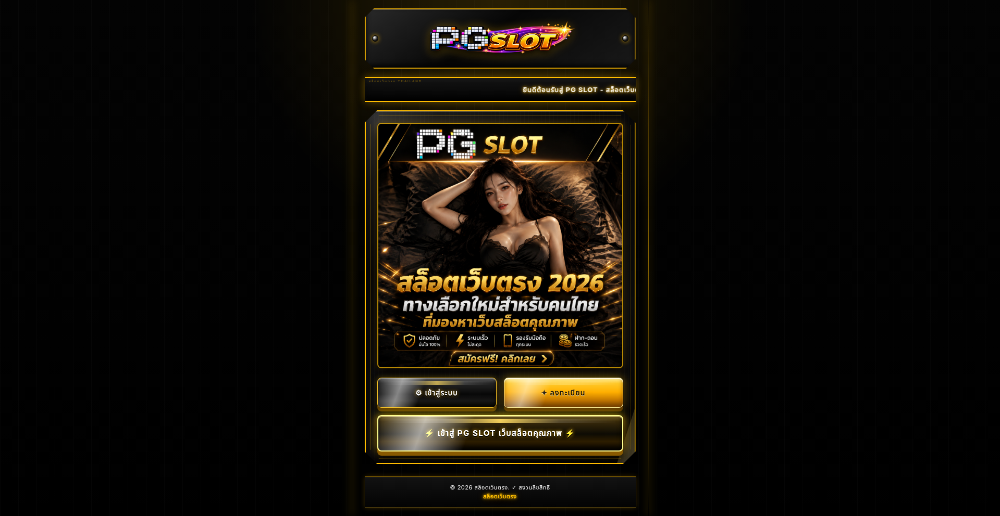 PG SLOT
สล็อตเว็บตรง THAILAND
ยินดีต้อนรับสู่ PG SLOT - สล็อตเว็บ
PG SLOT
สล็อตเว็บตรง 2026
ทางเลือกใหม่สำหรับคนไทย
ที่มองหาเว็บสล็อตคุณภาพ
ปลอดภัย ระบบเร็ว รองรับมือถือ ฝาก-ถอน
มั่นใจ 100% ไม่สะดุด ทุกระบบ รวดเร็ว
สมัครฟรี! คลิกเลย
⚙ เข้าสู่ระบบ ✦ ลงทะเบียน
⚡ เข้าสู่ PG SLOT เว็บสล็อตคุณภาพ ⚡
© 2026 สล็อตเว็บตรง. ✓ สงวนลิขสิทธิ์
สล็อตเว็บตรง